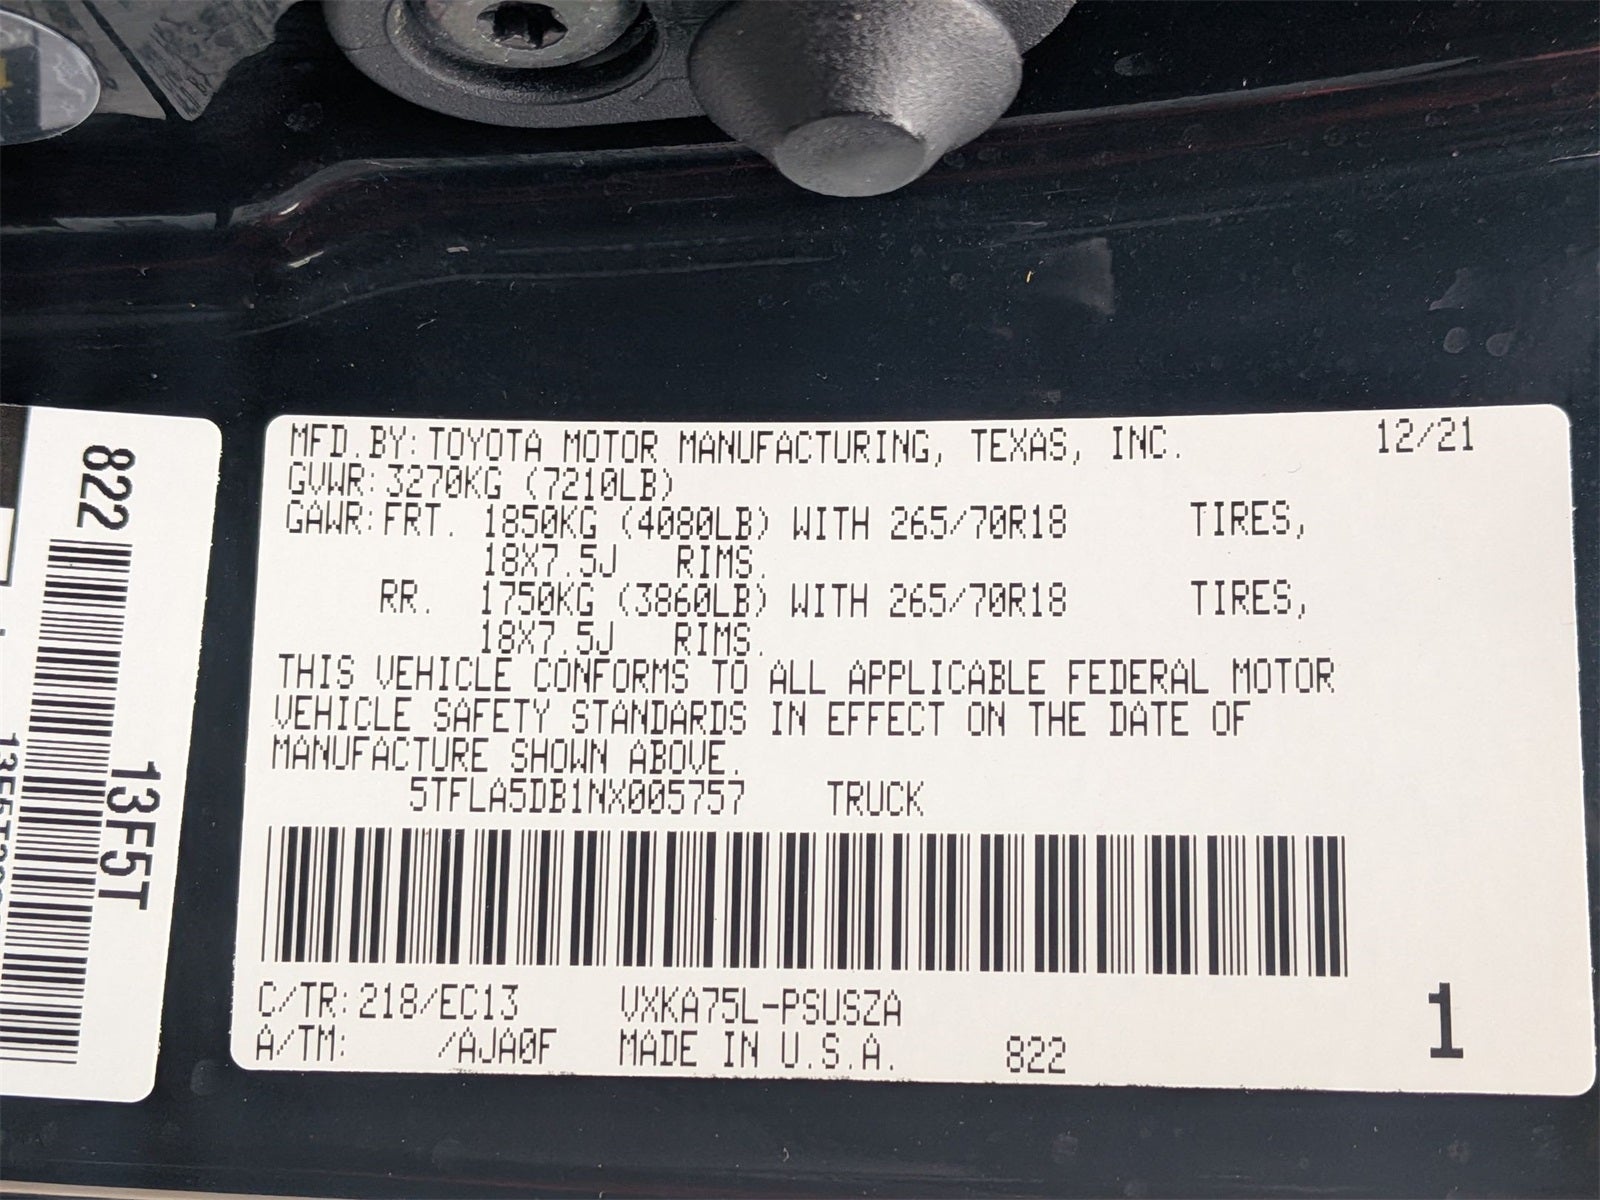 MFD.BY:TOYOTA MOTOR MANUFACTURING, TEXAS, INC. 12/21
GVWR:3270KG (7210LB)
GAWR:FRT. 1850KG (4080LB) WITH 265/70R18 TIRES,
18X7.5J RIMS.
RR. 1750KG (3860LB) WITH 265/70R18 TIRES,
18X7.5J RIMS.
THIS VEHICLE CONFORMS TO ALL APPLICABLE FEDERAL MOTOR
VEHICLE SAFETY STANDARDS IN EFFECT ON THE DATE OF
MANUFACTURE SHOWN ABOVE.
5TFLA5DB1NX005757 TRUCK
C/TR:218/EC13 VXKA75L-PSUSZA
A/TM: /AJA0F MADE IN U.S.A. 822
1
822
13F5T